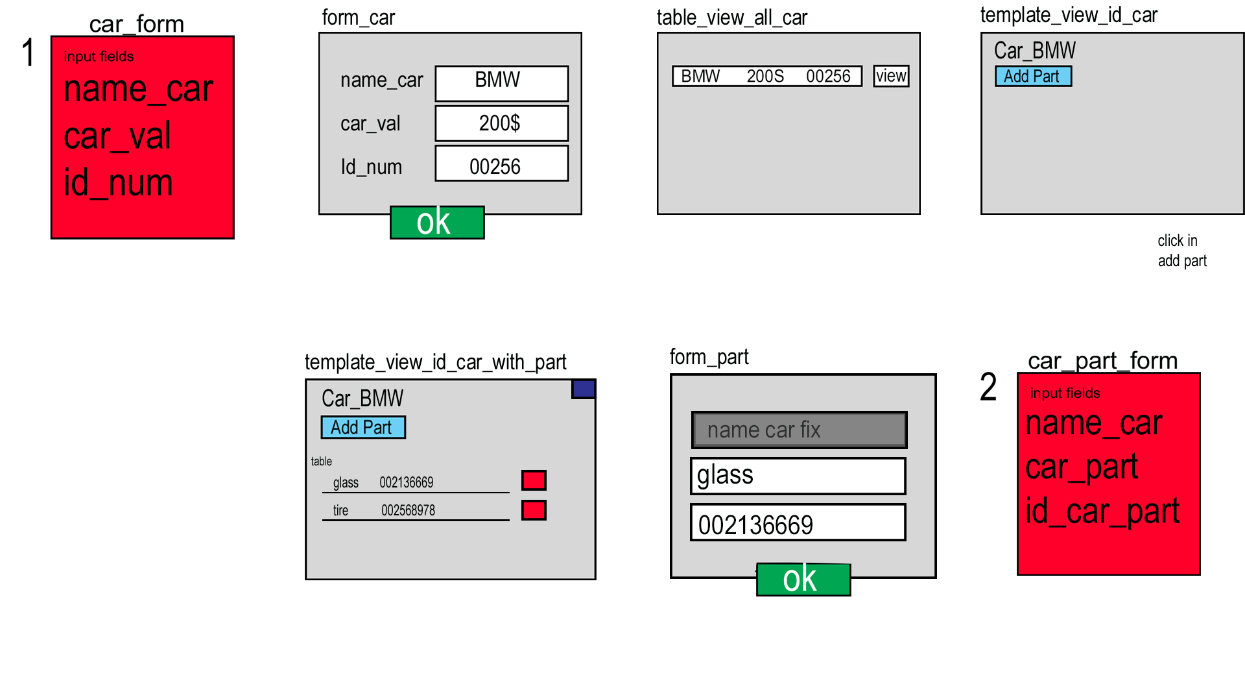 car_form
1
input fields
name_car
car_val
id_num
form_car
name_car BMW
car_val 200$
Id_num 00256
ok
table_view_all_car
BMW 200S 00256 view
template_view_id_car
Car_BMW
Add Part
click in
add part
template_view_id_car_with_part
Car_BMW
Add Part
table
glass 002136669
tire 002568978
form_part
name car fix
glass
002136669
ok
car_part_form
2
input fields
name_car
car_part
id_car_part